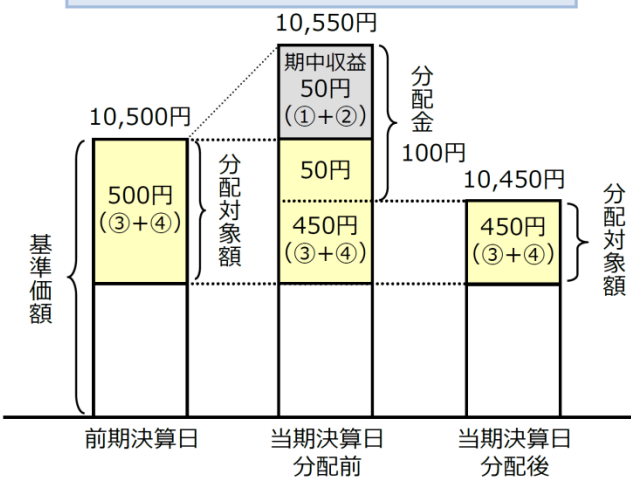 10,550円
期中収益
50円
(①+②)
分配金
100円
10,500円
500円
(③+④)
分配対象額
50円
450円
(③+④)
10,450円
450円
(③+④)
分配対象額
基準価額
前期決算日
当期決算日
分配前
当期決算日
分配後